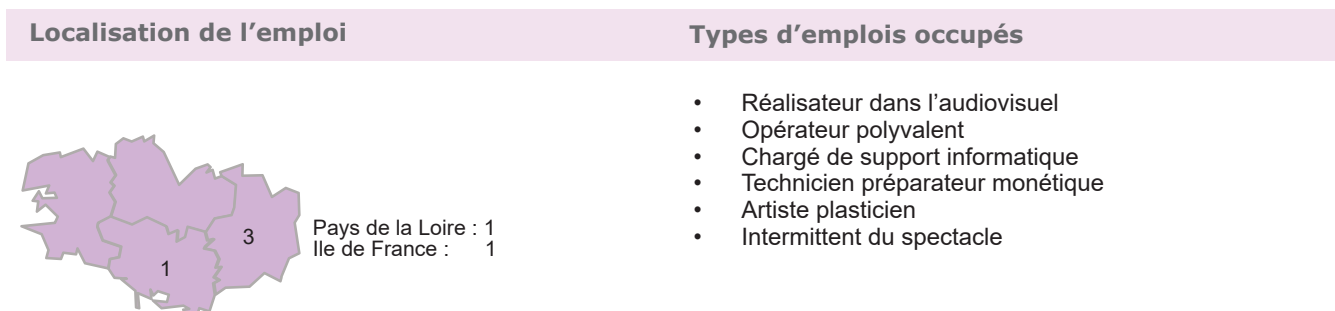 Localisation de l’emploi
3
1
Pays de la Loire : 1
Ile de France : 1
Types d’emplois occupés
• Réalisateur dans l’audiovisuel
• Opérateur polyvalent
• Chargé de support informatique
• Technicien préparateur monétique
• Artiste plasticien
• Intermittent du spectacle